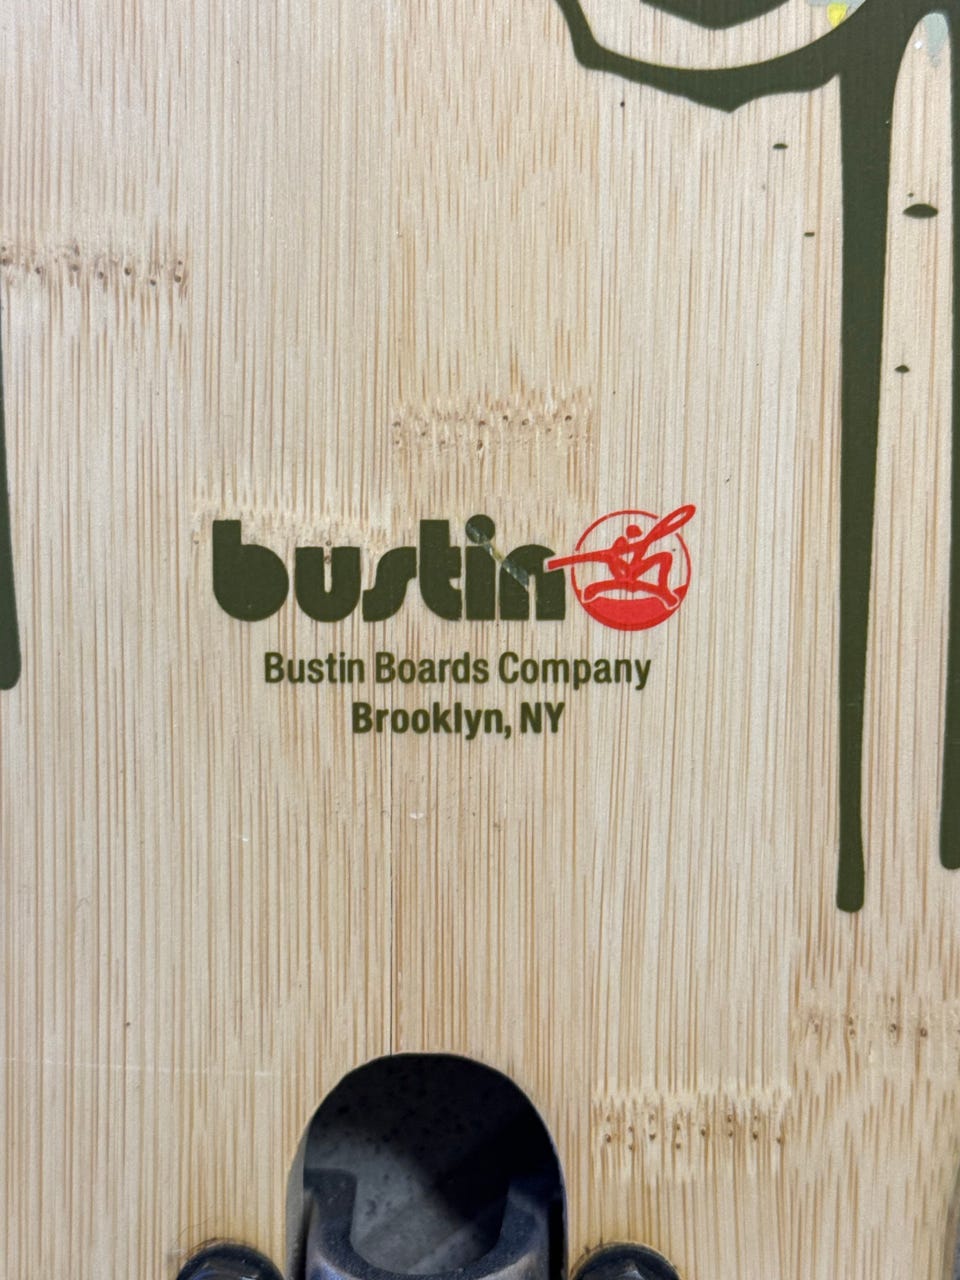 bustin
Bustin Boards Company
Brooklyn, NY